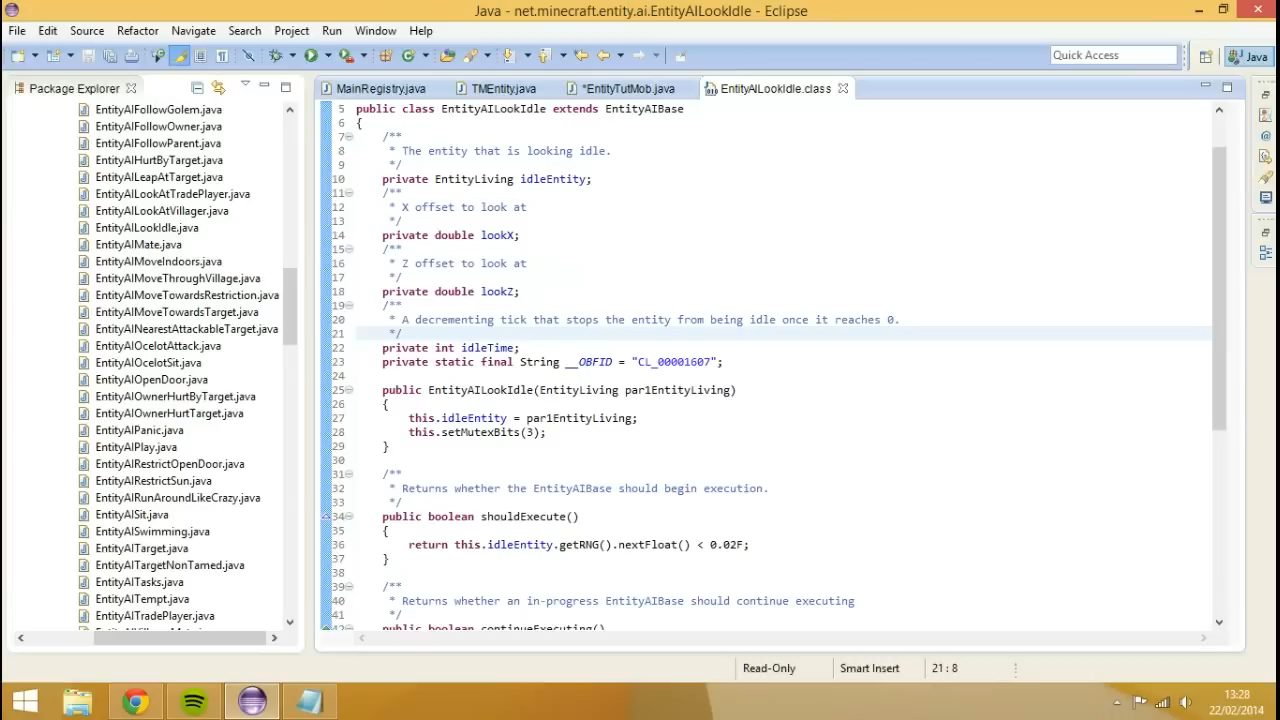 Java - net.minecraft.entity.ai.EntityAILookIdle - Eclipse
File Edit Source Refactor Navigate Search Project Run Window Help
Quick Access Java
Package Explorer
EntityAIFollowGolem.java
EntityAIFollowOwner.java
EntityAIFollowParent.java
EntityAIHurtByTarget.java
EntityAILeapAtTarget.java
EntityAILookAtTradePlayer.java
EntityAILookAtVillager.java
EntityAILookIdle.java
EntityAIMate.java
EntityAIMoveIndoors.java
EntityAIMoveThroughVillage.java
EntityAIMoveTowardsRestriction.java
EntityAIMoveTowardsTarget.java
EntityAINearestAttackableTarget.java
EntityAIOcelotAttack.java
EntityAIOcelotSit.java
EntityAIOpenDoor.java
EntityAIOwnerHurtByTarget.java
EntityAIOwnerHurtTarget.java
EntityAIPanic.java
EntityAIPlay.java
EntityAIRestrictOpenDoor.java
EntityAIRestrictSun.java
EntityAIRunAroundLikeCrazy.java
EntityAISit.java
EntityAISwimming.java
EntityAITarget.java
EntityAITargetNonTamed.java
EntityAITasks.java
EntityAITempt.java
EntityAITradePlayer.java
MainRegistry.java TMEntity.java *EntityTutMob.java EntityAILookIdle.class
5 public class EntityAILookIdle extends EntityAIBase
6 {
7 /**
8 * The entity that is looking idle.
9 */
10 private EntityLiving idleEntity;
11 /**
12 * X offset to look at
13 */
14 private double lookX;
15 /**
16 * Z offset to look at
17 */
18 private double lookZ;
19 /**
20 * A decrementing tick that stops the entity from being idle once it reaches 0.
21 */
22 private int idleTime;
23 private static final String __OBFID = "CL_00001607";
24
25 public EntityAILookIdle(EntityLiving par1EntityLiving)
26 {
27 this.idleEntity = par1EntityLiving;
28 this.setMutexBits(3);
29 }
30
31 /**
32 * Returns whether the EntityAIBase should begin execution.
33 */
34 public boolean shouldExecute()
35 {
36 return this.idleEntity.getRNG().nextFloat() < 0.02F;
37 }
38
39 /**
40 * Returns whether an in-progress EntityAIBase should continue executing
41 */
42 public boolean continueExecuting()
Read-Only Smart Insert 21 : 8
13:28
22/02/2014